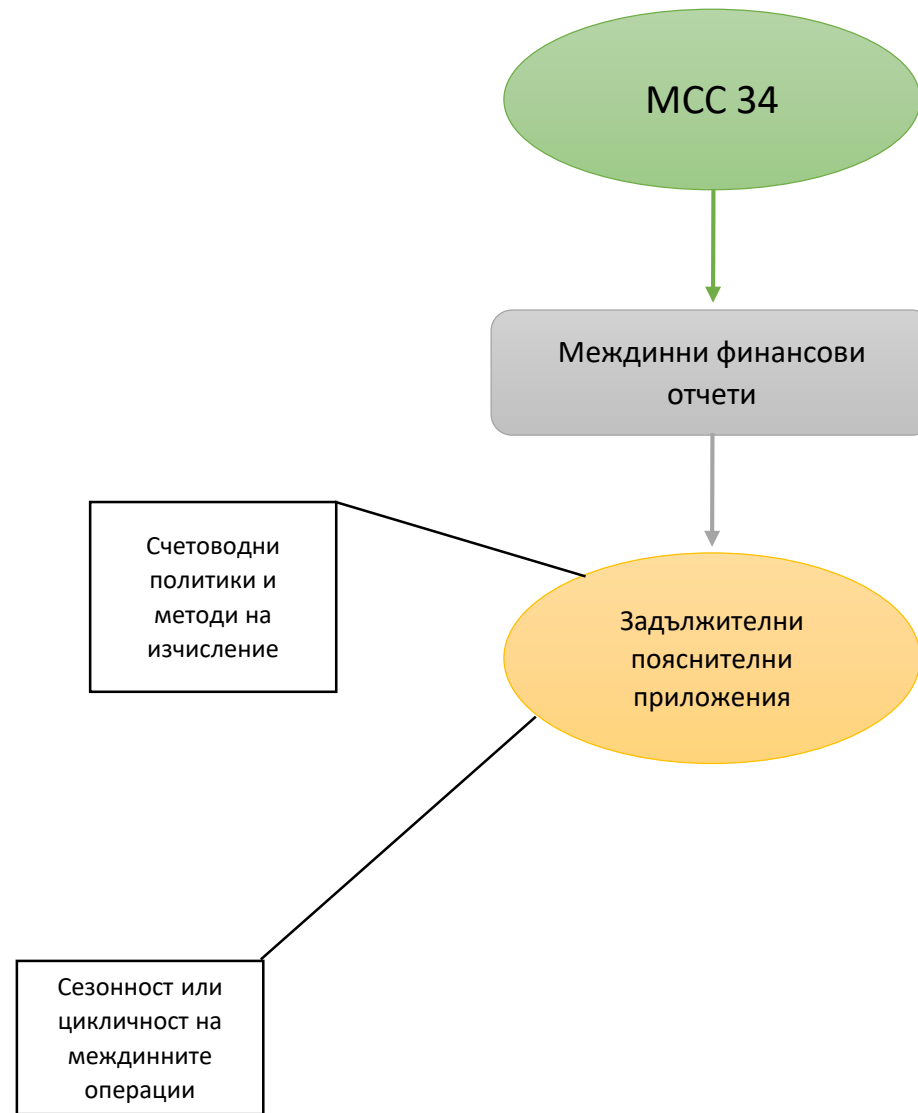 МСС 34
Междинни финансови
отчети
Счетоводни
политики и
методи на
изчисление
Задължителни
пояснителни
приложения
Сезонност или
цикличност на
междинните
операции